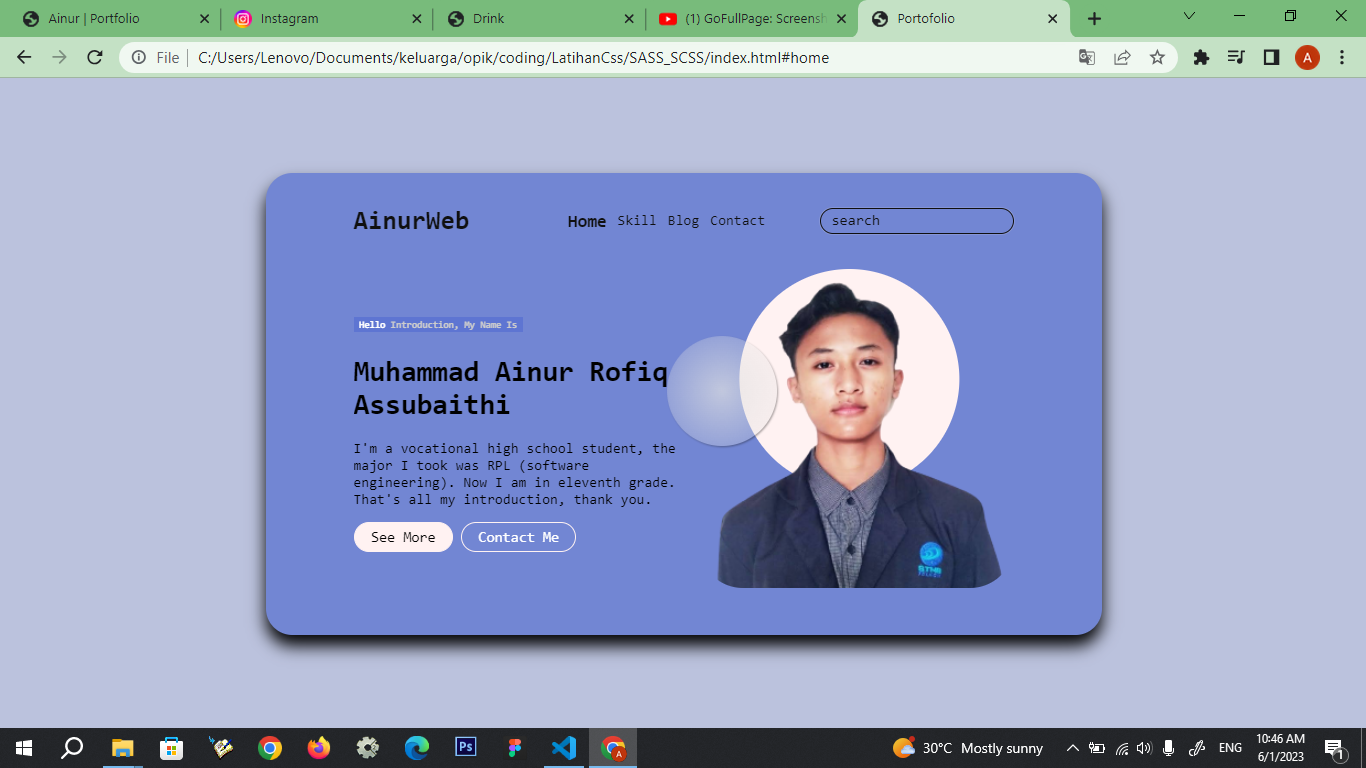 Ainur | Portfolio
Instagram
Drink
(1) GoFullPage: Screensh
Portofolio
File
C:/Users/Lenovo/Documents/keluarga/opik/coding/LatihanCss/SASS_SCSS/index.html#home
A
AinurWeb
Home Skill Blog Contact
search
Hello Introduction, My Name Is
Muhammad Ainur Rofiq
Assubaithi
I'm a vocational high school student, the
major I took was RPL (software
engineering). Now I am in eleventh grade.
That's all my introduction, thank you.
See More
Contact Me
Ps
A
30°C Mostly sunny
ENG
10:46 AM
6/1/2023
1